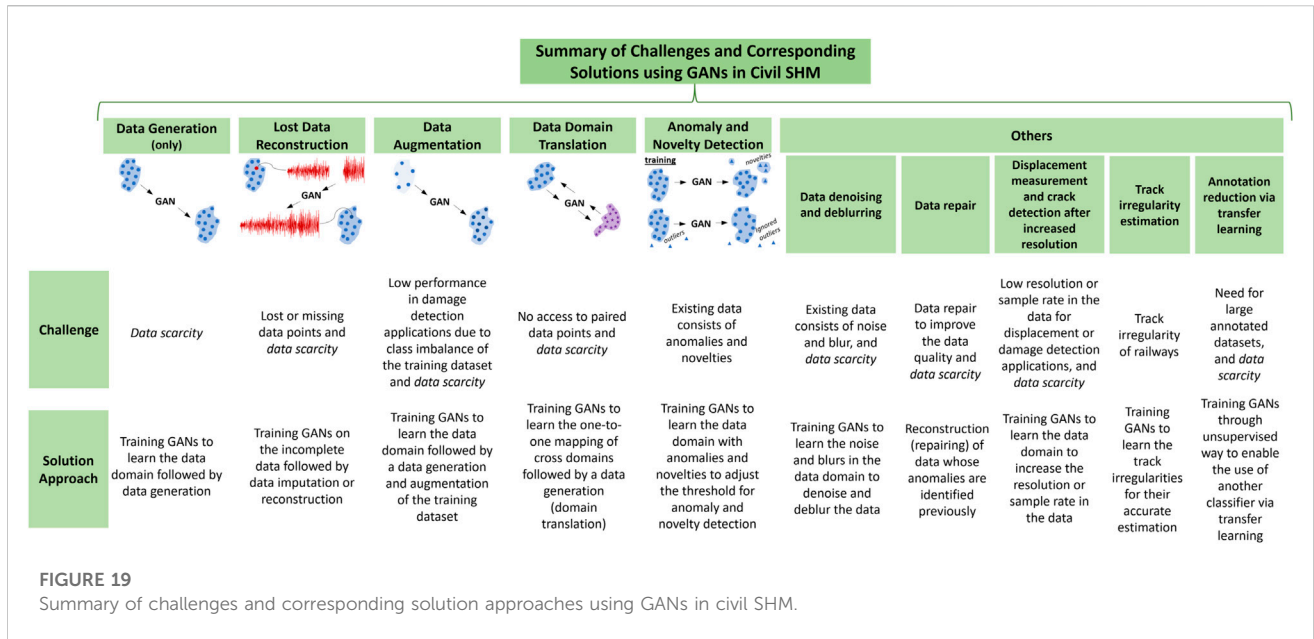 Summary of Challenges and Corresponding
Solutions using GANs in Civil SHM
Data Generation
(only)
Lost Data
Reconstruction
Data
Augmentation
Data Domain
Translation
Anomaly and
Novelty Detection
Others
GAN
GAN
GAN
GAN
training
novelties
GAN
outliers
GAN
ignored
outliers
Data denoising
and deblurring
Data repair
Displacement
measurement
and crack
detection after
increased
resolution
Track
irregularity
estimation
Annotation
reduction via
transfer
learning
Challenge
Data scarcity
Lost or missing
data points and
data scarcity
Low performance
in damage
detection
applications due to
class imbalance of
the training dataset
and data scarcity
No access to paired
data points and
data scarcity
Existing data
consists of
anomalies and
novelties
Existing data
consists of noise
and blur, and
data scarcity
Data repair
to improve the
data quality
and data
scarcity
Low resolution or
sample rate in the
data for
displacement or
damage detection
applications, and
data scarcity
Track
irregularity
of railways
Need for
large
annotated
datasets,
and data
scarcity
Solution
Approach
Training GANs to
learn the data
domain followed by
data generation
Training GANs on
the incomplete
data followed by
data imputation or
reconstruction
Training GANs to
learn the data
domain followed by
a data generation
and augmentation
of the training
dataset
Training GANs to
learn the one-to-
one mapping of
cross domains
followed by a data
generation
(domain
translation)
Training GANs to
learn the data
domain with
anomalies and
novelties to adjust
the threshold for
anomaly and
novelty detection
Training GANs to
learn the noise
and blurs in the
data domain to
denoise and
deblur the data
Reconstruction
(repairing) of
data whose
anomalies are
identified
previously
Training GANs to
learn the data
domain to
increase the
resolution or
sample rate in
the data
Training
GANs to
learn the
track
irregularities
for their
accurate
estimation
Training GANs
through
unsupervised
way to enable
the use of
another
classifier via
transfer
learning
FIGURE 19
Summary of challenges and corresponding solution approaches using GANs in civil SHM.